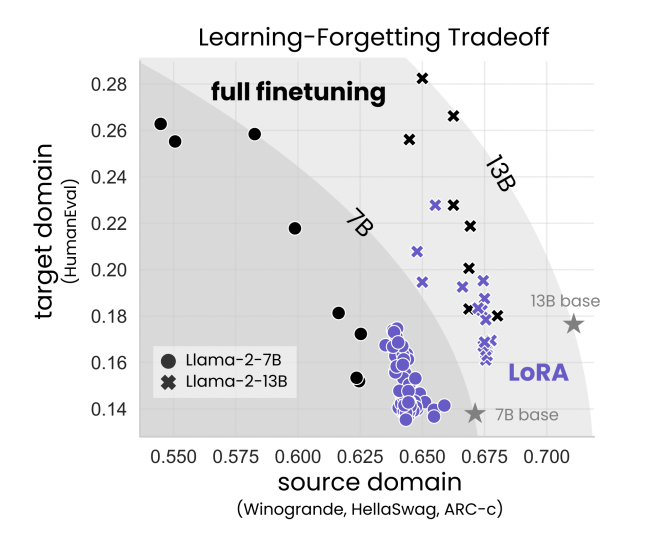 Learning-Forgetting Tradeoff
target domain
(HumanEval)
0.28
0.26
0.24
0.22
0.20
0.18
0.16
0.14
full finetuning
13B
7B
13B base
LoRA
7B base
Llama-2-7B
Llama-2-13B
0.550 0.575 0.600 0.625 0.650 0.675 0.700
source domain
(Winogrande, HellaSwag, ARC-c)